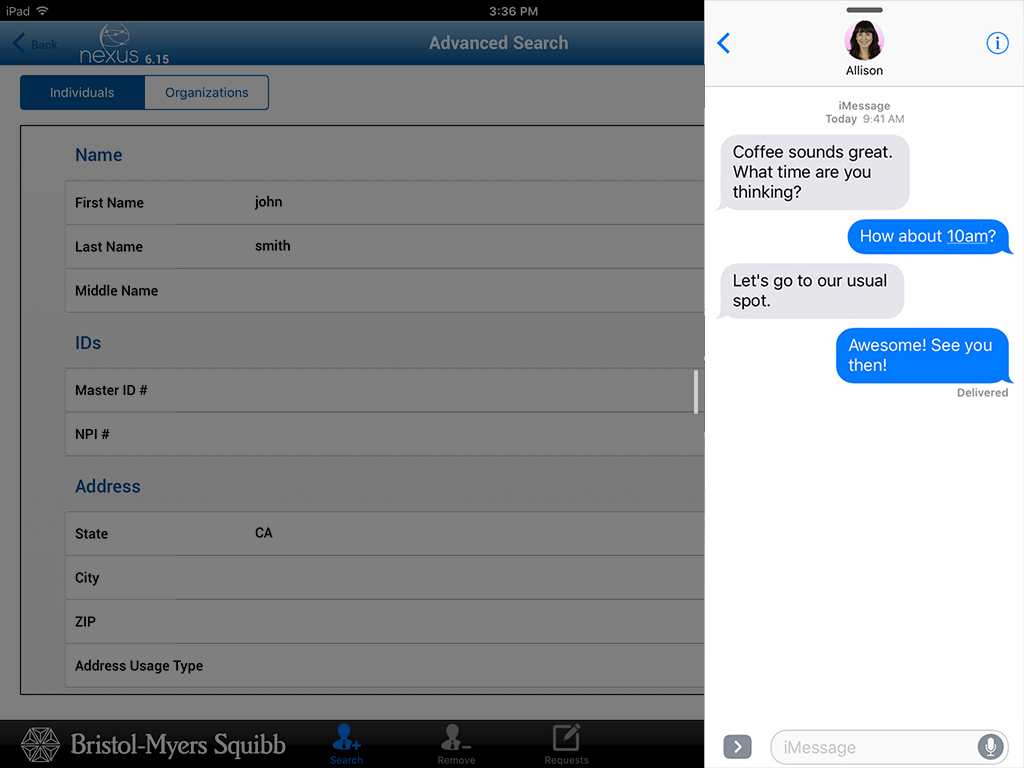 iPad
3:36 PM
Back
nexus 6.15
Advanced Search
Individuals
Organizations
Name
First Name
john
Last Name
smith
Middle Name
IDs
Master ID #
NPI #
Address
State
CA
City
ZIP
Address Usage Type
Bristol-Myers Squibb
Search
Remove
Requests
Allison
iMessage
Today 9:41 AM
Coffee sounds great.
What time are you
thinking?
How about 10am?
Let's go to our usual
spot.
Awesome! See you
then!
Delivered
iMessage